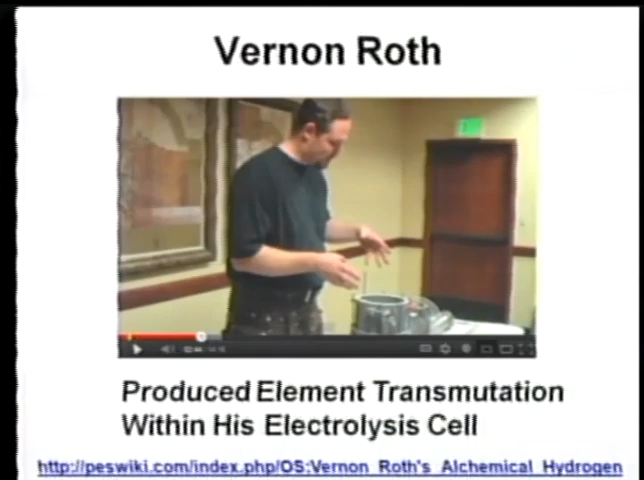 Vernon Roth
Produced Element Transmutation
Within His Electrolysis Cell
http://peswiki.com/index.php/OS:Vernon_Roth's_Alchemical_Hydrogen